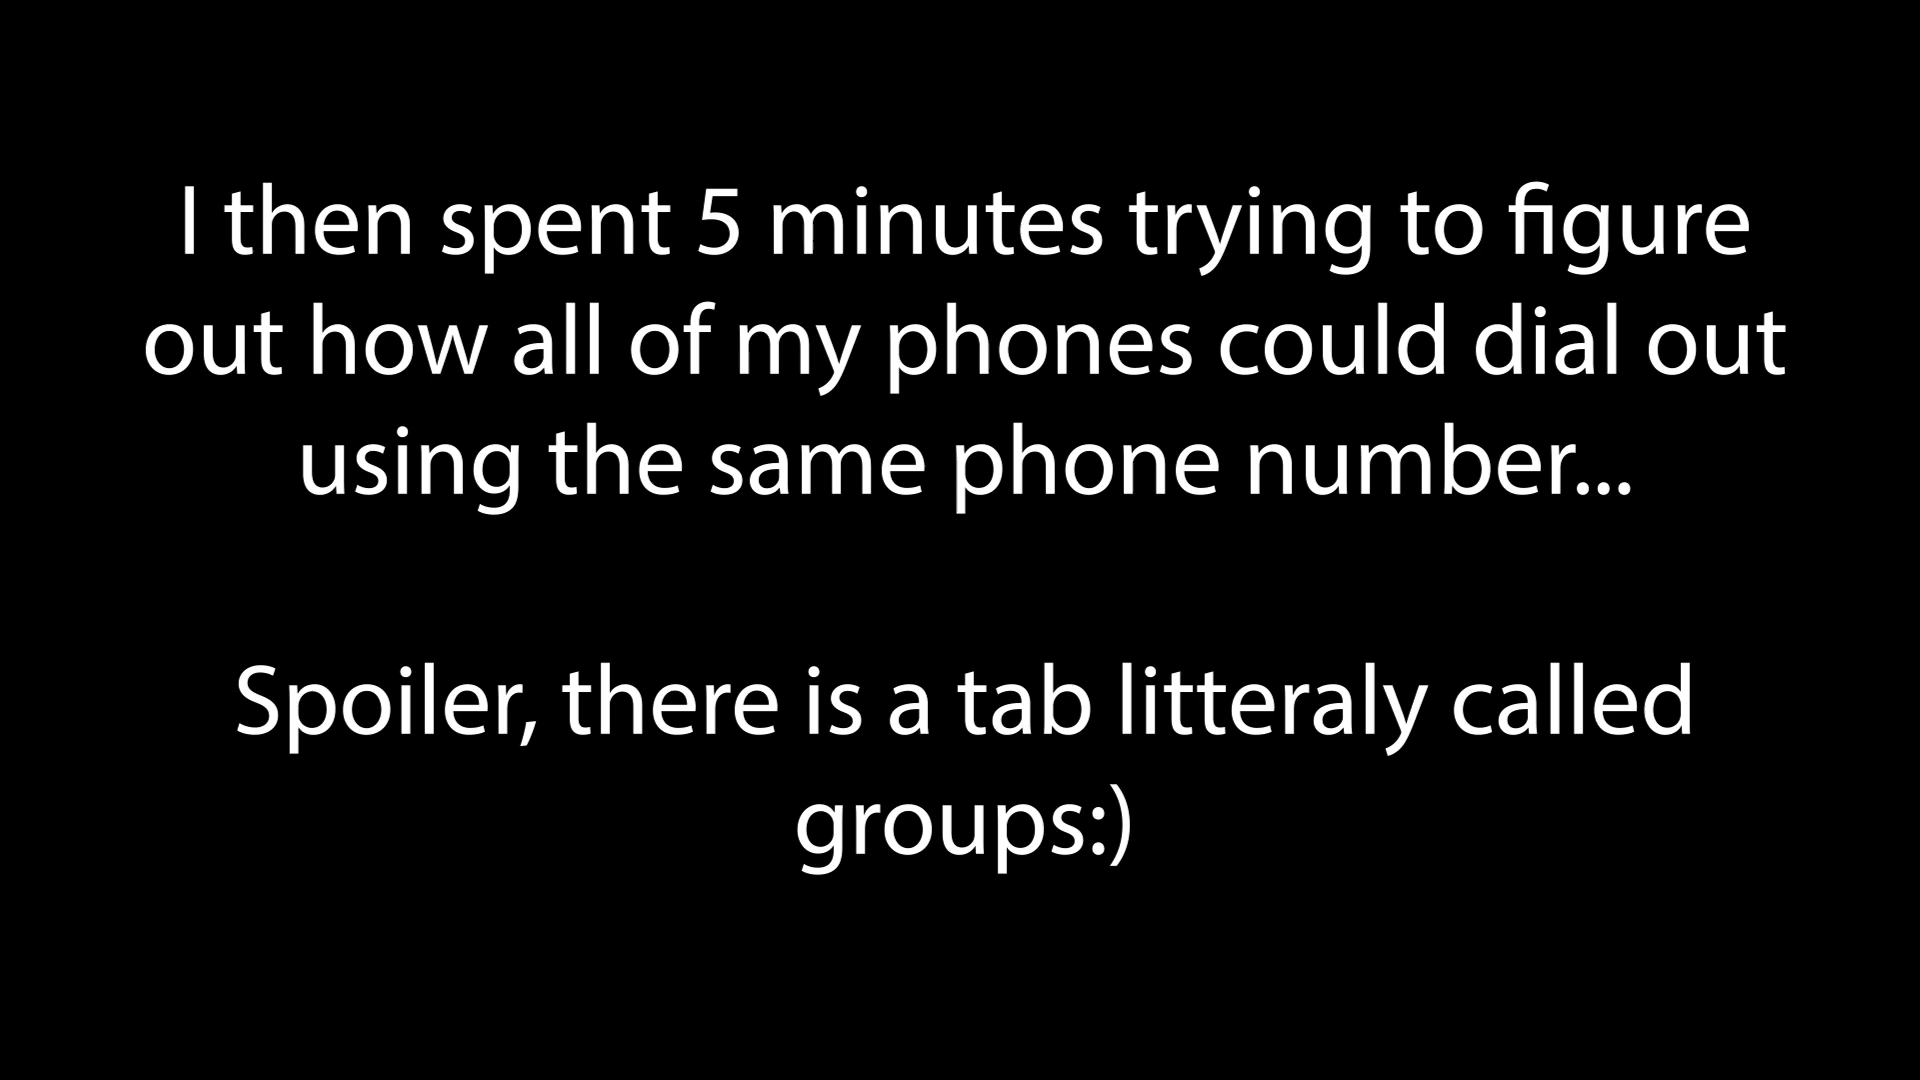 I then spent 5 minutes trying to figure
out how all of my phones could dial out
using the same phone number...
Spoiler, there is a tab litteraly called
groups:)